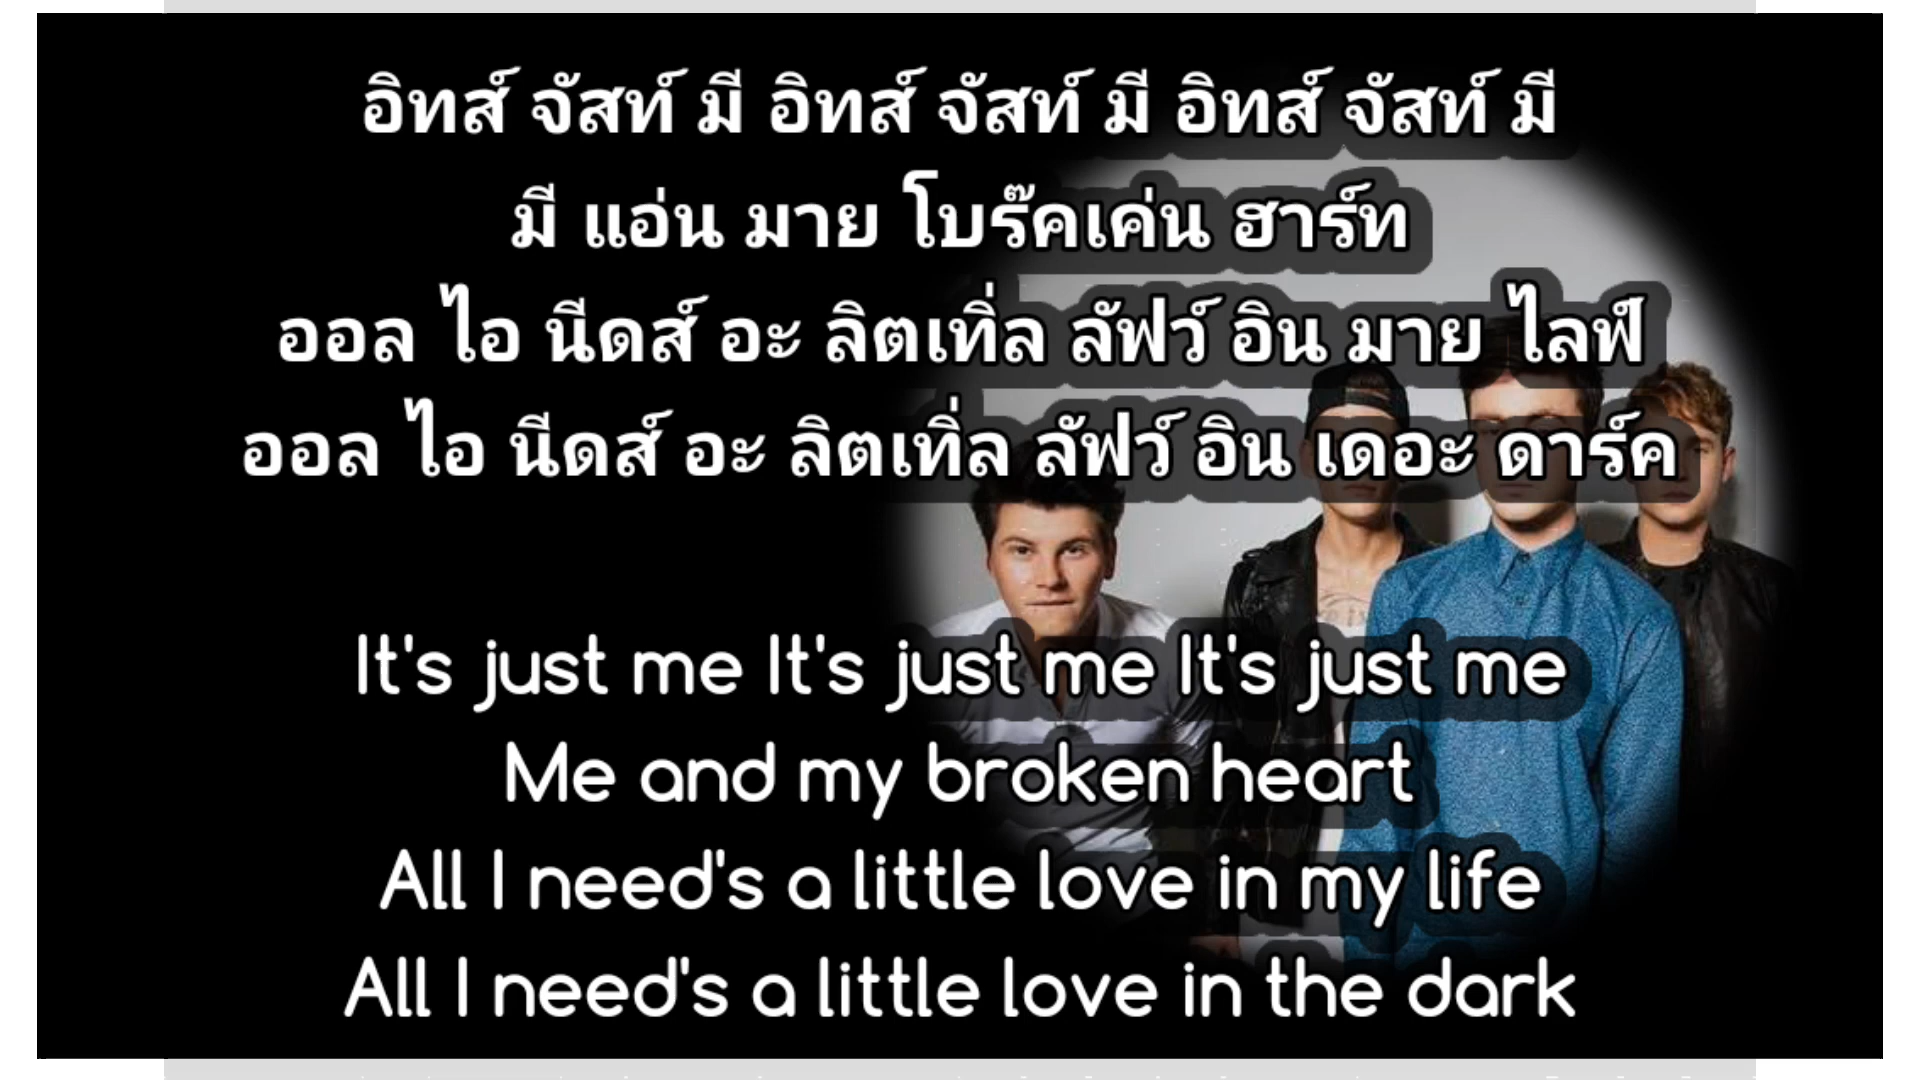 อิทส์ จัสท์ มี อิทส์ จัสท์ มี อิทส์ จัสท์ มี
มี แอ่น มาย โบร๊คเค่น ฮาร์ท
ออล ไอ นีดส์ อะ ลิตเทิ่ล ลัฟว์ อิน มาย ไลฟ์
ออล ไอ นีดส์ อะ ลิตเทิ่ล ลัฟว์ อิน เดอะ ดาร์ค
It's just me It's just me It's just me
Me and my broken heart
All I need's a little love in my life
All I need's a little love in the dark